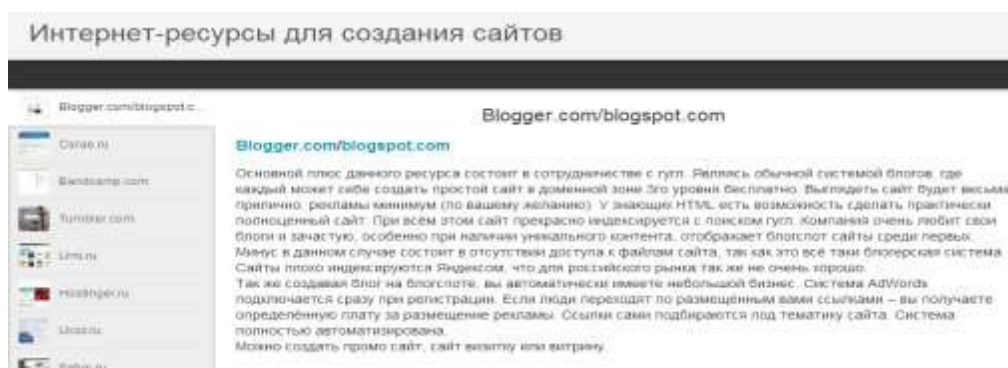 Интернет-ресурсы для создания сайтов
Blogger.com/blogspot.c...
Blogger.com/blogspot.com
Blogger.com/blogspot.com
Bandcamp.com
Tumbler.com
Umi.ru
Hostinger.ru
Ucoz.ru
Основной плюс данного ресурса состоит в сотрудничестве с гугл. Являясь обычной системой блогов, где
каждый может себе создать простой сайт в доменной зоне 3го уровня бесплатно. Выглядеть сайт будет весьма
прилично, рекламы минимум (по вашему желанию). У знающих HTML, есть возможность сделать практически
полноценный сайт. При всём этом сайт прекрасно индексируется с поиском гугл. Компания очень любит свои
блоги и зачастую, особенно при наличии уникального контента, отображает блогспот сайты среди первых.
Минус в данном случае состоит в отсутствии доступа к файлам сайта, так как это всё таки блогерская система.
Сайты плохо индексируются Яндексом, что для российского рынка так же не очень хорошо.
Так же создавая блог на блогспоте, вы автоматически имеете небольшой бизнес. Система AdWords
подключается сразу при регистрации. Если люди переходят по размещённым вами ссылками – вы получаете
определённую плату за размещение рекламы. Ссылки сами подбираются под тематику сайта. Система
полностью автоматизирована.
Можно создать промо сайт, сайт визитку или витрину.